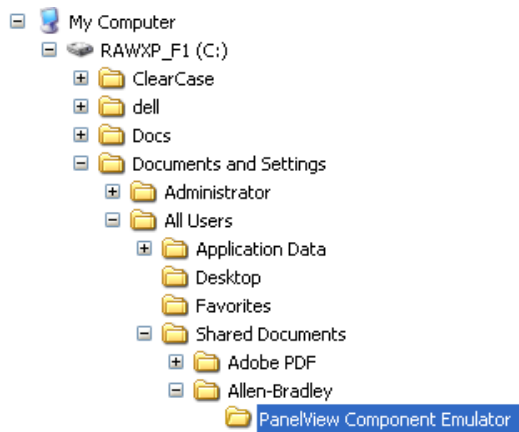 My Computer
RAWXP_F1 (C:)
ClearCase
dell
Docs
Documents and Settings
Administrator
All Users
Application Data
Desktop
Favorites
Shared Documents
Adobe PDF
Allen-Bradley
PanelView Component Emulator